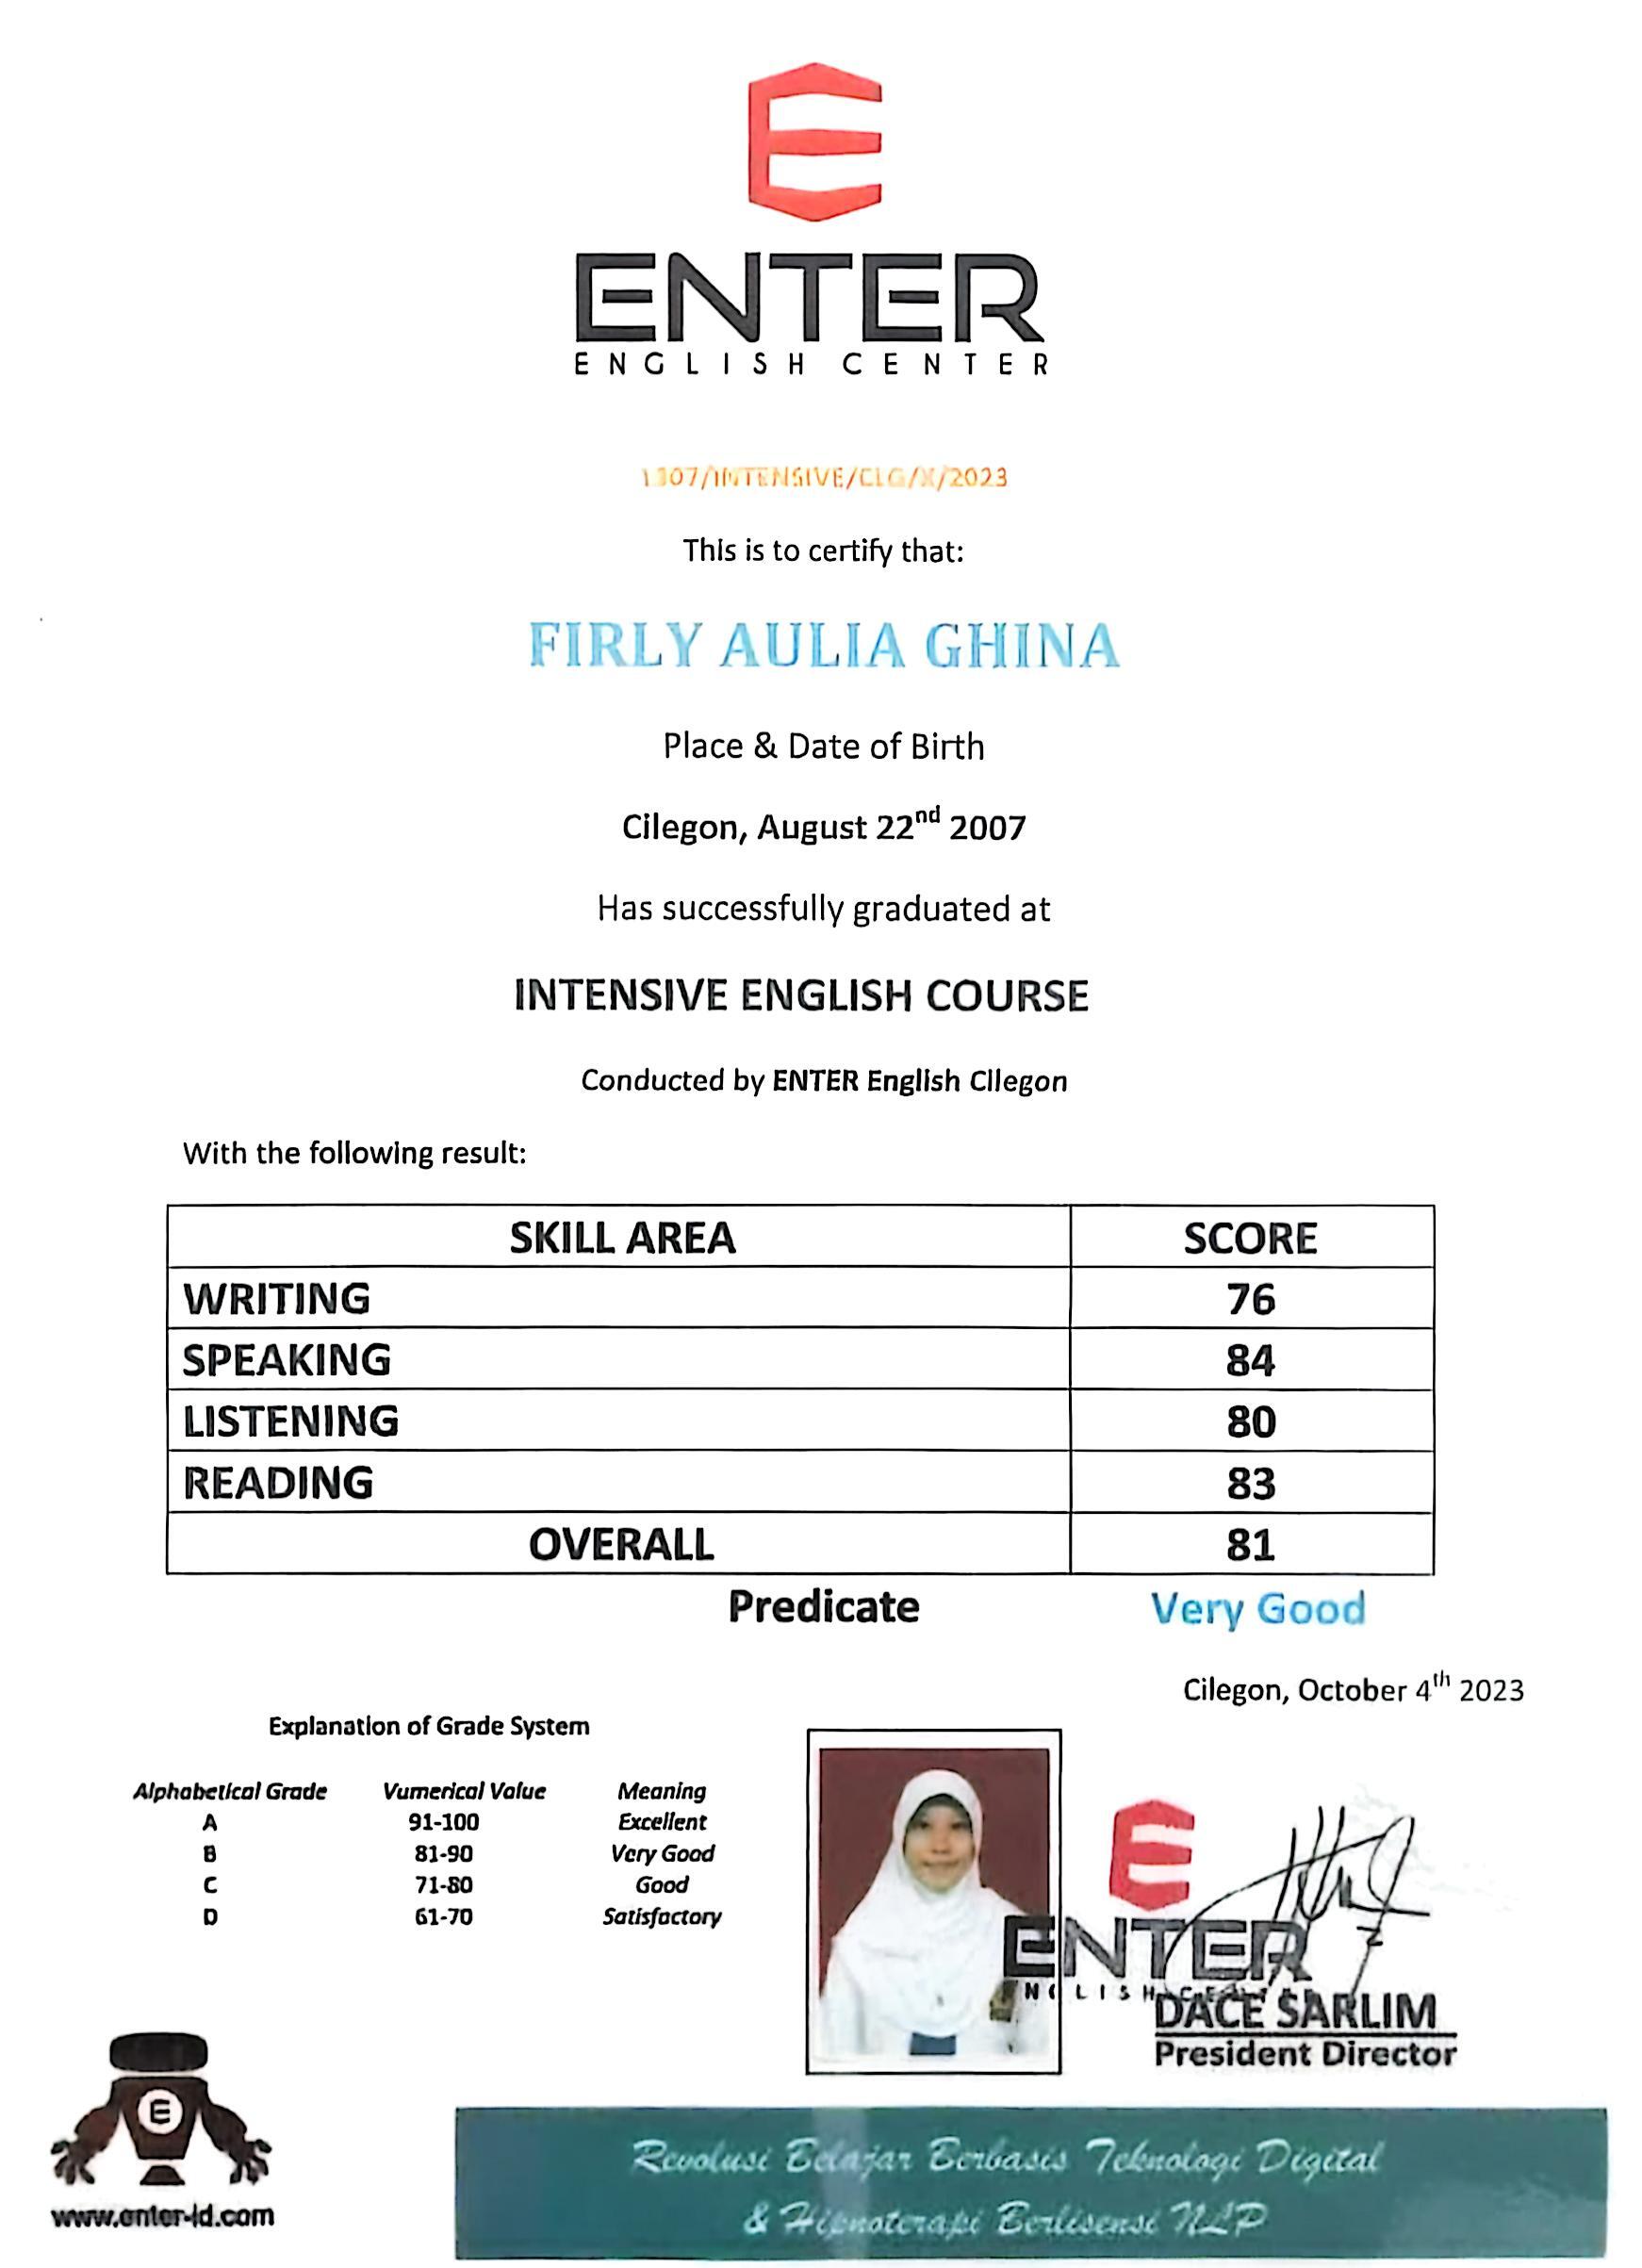 ENTER
ENGLISH CENTER
1307/INTENSIVE/CLG/X/2023
This is to certify that:
FIRLY AULIA GHINA
Place & Date of Birth
Cilegon, August 22nd 2007
Has successfully graduated at
INTENSIVE ENGLISH COURSE
Conducted by ENTER English Cilegon
With the following result:
SKILL AREA SCORE
WRITING 76
SPEAKING 84
LISTENING 80
READING 83
OVERALL 81
Predicate Very Good
Cilegon, October 4th 2023
Explanation of Grade System
Alphabetical Grade Vumerical Value Meaning
A 91-100 Excellent
B 81-90 Very Good
C 71-80 Good
D 61-70 Satisfactory
ENTER
DACE SARLIM
President Director
E
www.enter-id.com
Revolusi Belajar Berbasis Teknologi Digital
& Hipnoterapi Berlisensi NLP